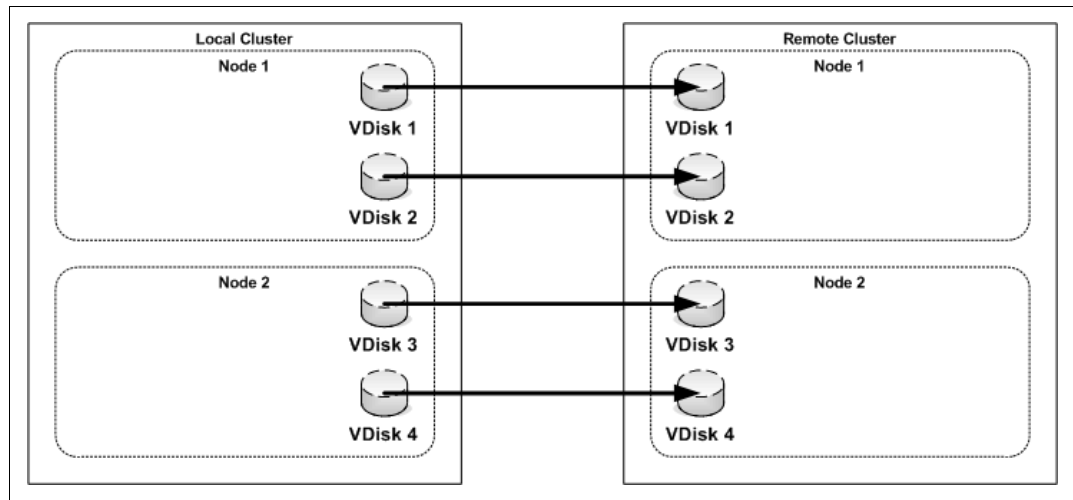 Local Cluster
Node 1
VDisk 1
VDisk 2
Node 2
VDisk 3
VDisk 4
Remote Cluster
Node 1
VDisk 1
VDisk 2
Node 2
VDisk 3
VDisk 4